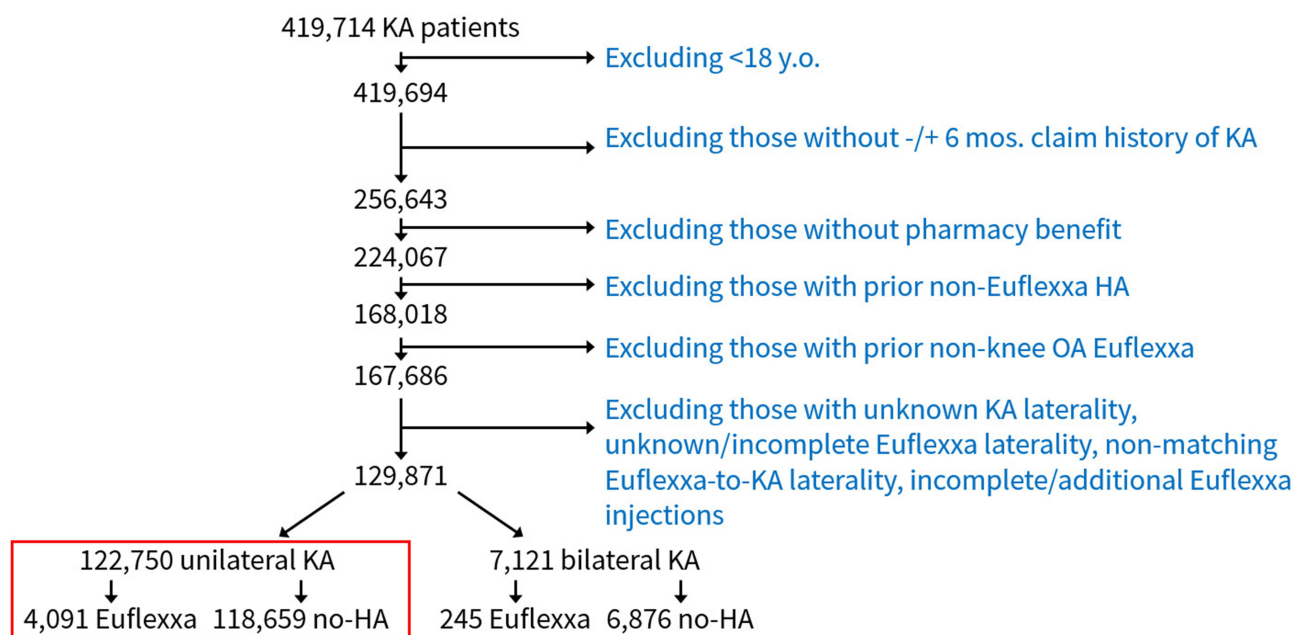 419,714 KA patients
Excluding <18 y.o.
419,694
Excluding those without -/+ 6 mos. claim history of KA
256,643
Excluding those without pharmacy benefit
224,067
Excluding those with prior non-Euflexxa HA
168,018
Excluding those with prior non-knee OA Euflexxa
167,686
Excluding those with unknown KA laterality,
unknown/incomplete Euflexxa laterality, non-matching
Euflexxa-to-KA laterality, incomplete/additional Euflexxa
injections
129,871
122,750 unilateral KA
7,121 bilateral KA
4,091 Euflexxa
118,659 no-HA
245 Euflexxa
6,876 no-HA